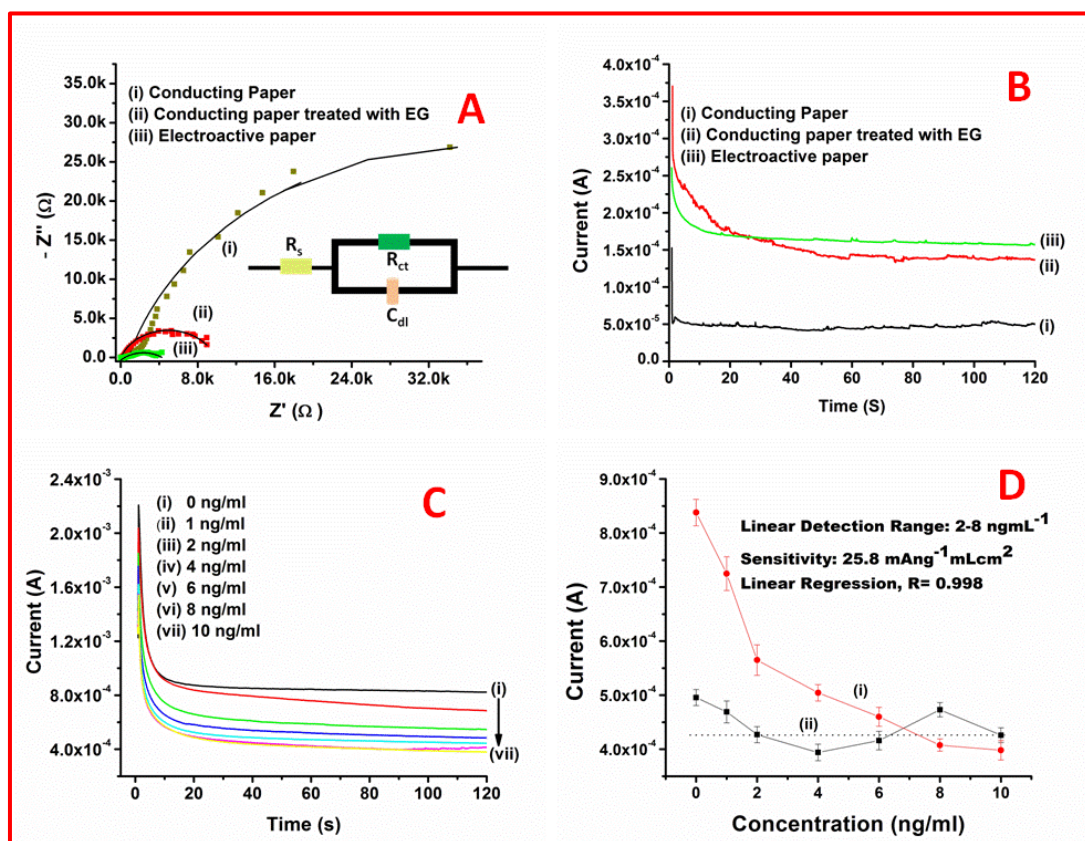 A
(i) Conducting Paper
(ii) Conducting paper treated with EG
(iii) Electroactive paper
35.0k
30.0k
25.0k
20.0k
15.0k
10.0k
5.0k
0.0
- Z'' (Ω)
(i)
(ii)
(iii)
Rs
Rct
Cdl
0.0 8.0k 16.0k 24.0k 32.0k
Z' (Ω )
B
(i) Conducting Paper
(ii) Conducting paper treated with EG
(iii) Electroactive paper
4.0x10⁻⁴
3.5x10⁻⁴
3.0x10⁻⁴
2.5x10⁻⁴
2.0x10⁻⁴
1.5x10⁻⁴
1.0x10⁻⁴
5.0x10⁻⁵
0.0
Current (A)
(iii)
(ii)
(i)
0 20 40 60 80 100 120
Time (S)
C
(i) 0 ng/ml
(ii) 1 ng/ml
(iii) 2 ng/ml
(iv) 4 ng/ml
(v) 6 ng/ml
(vi) 8 ng/ml
(vii) 10 ng/ml
2.4x10⁻³
2.0x10⁻³
1.6x10⁻³
1.2x10⁻³
8.0x10⁻⁴
4.0x10⁻⁴
Current (A)
(i)
(vii)
0 20 40 60 80 100 120
Time (s)
D
Linear Detection Range: 2-8 ngmL⁻¹
Sensitivity: 25.8 mAng⁻¹mLcm²
Linear Regression, R= 0.998
9.0x10⁻⁴
8.0x10⁻⁴
7.0x10⁻⁴
6.0x10⁻⁴
5.0x10⁻⁴
4.0x10⁻⁴
Current (A)
(i)
(ii)
0 2 4 6 8 10
Concentration (ng/ml)